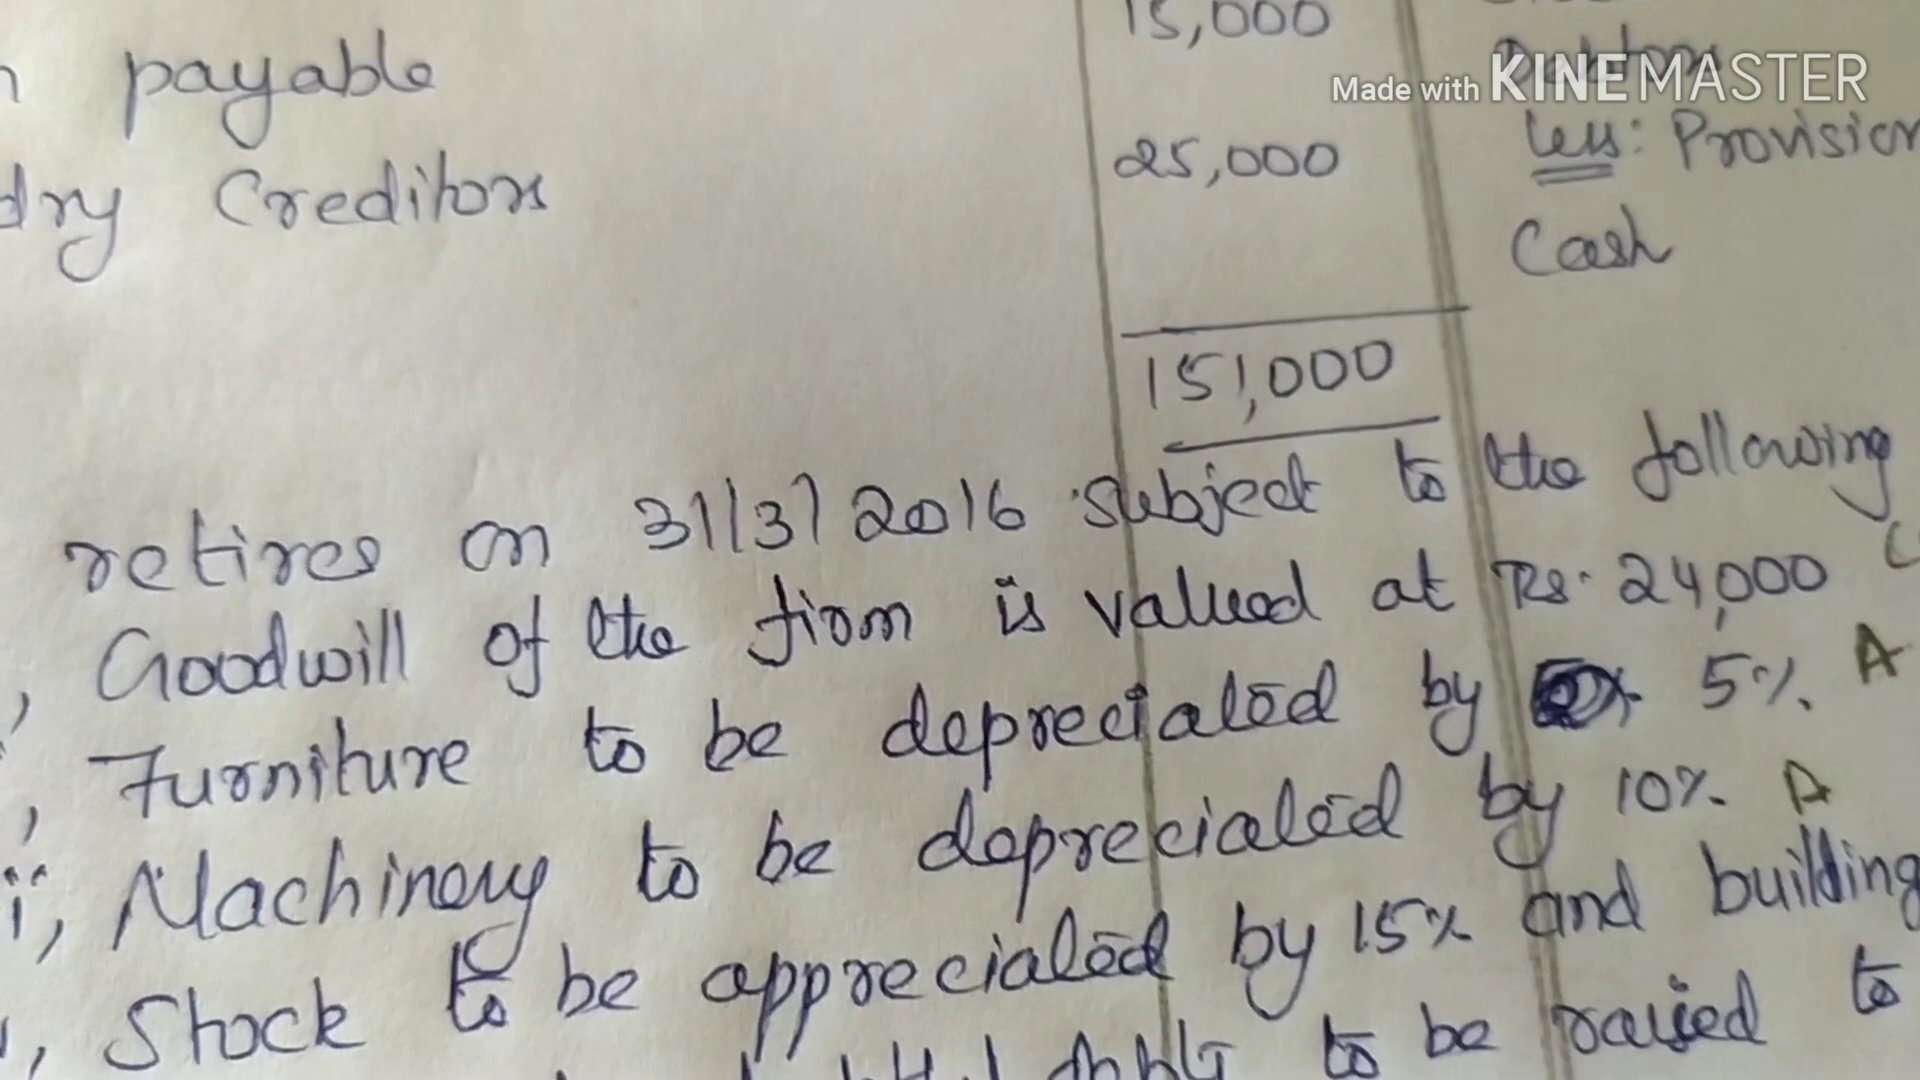 15,000
payable
Debtors
Made with KINEMASTER
25,000
Less: Provision
dry Creditors
Cash
151,000
retires on 31/3/2016 subject to the following
Goodwill of the firm is valued at Rs. 24,000
, Furniture to be depreciated by 5% A
ii, Machinery to be depreciated by 10% A
, Stock to be appreciated by 15% and building
to be raised to